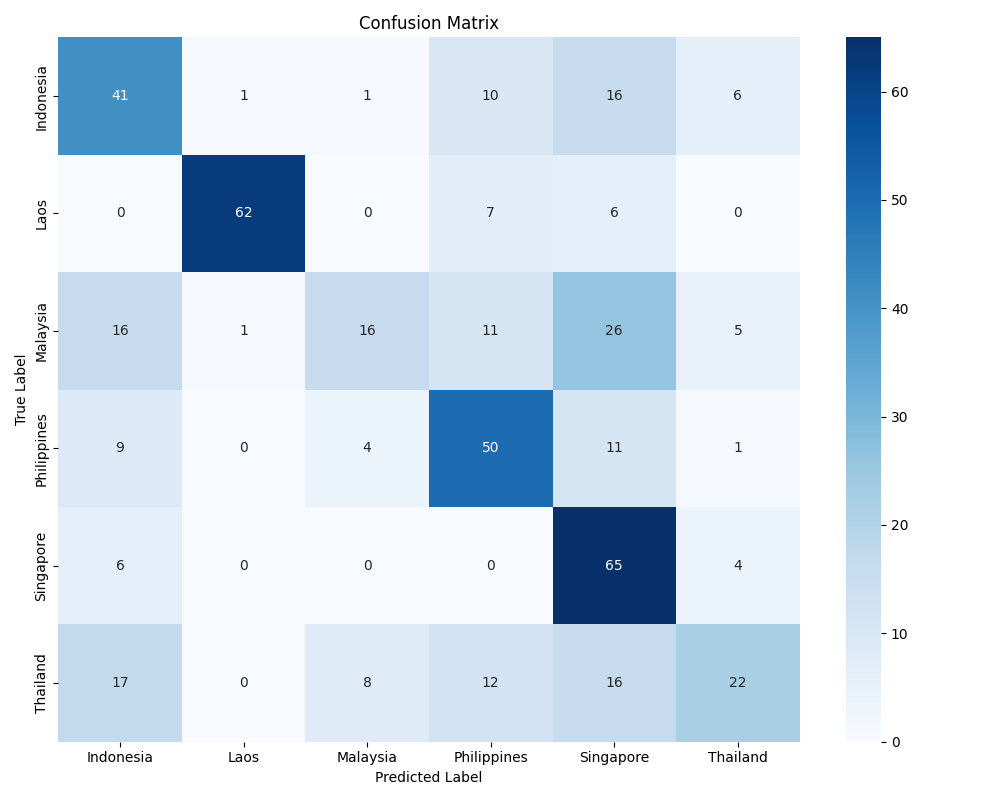 Confusion Matrix
True Label
Indonesia 41 1 1 10 16 6
Laos 0 62 0 7 6 0
Malaysia 16 1 16 11 26 5
Philippines 9 0 4 50 11 1
Singapore 6 0 0 0 65 4
Thailand 17 0 8 12 16 22
Indonesia Laos Malaysia Philippines Singapore Thailand
Predicted Label
60
50
40
30
20
10
0